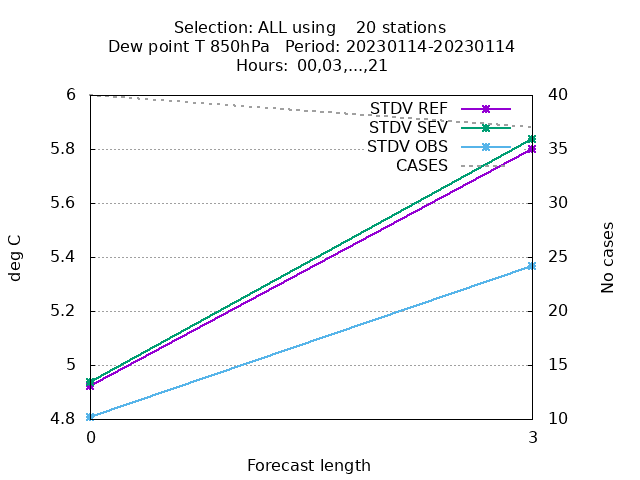 Selection: ALL using    20 stations
Dew point T 850hPa   Period: 20230114-20230114
Hours: 00,03,...,21
STDV REF
STDV SEV
STDV OBS
CASES
6
5.8
5.6
5.4
5.2
5
4.8
40
35
30
25
20
15
10
deg C
No cases
0
3
Forecast length